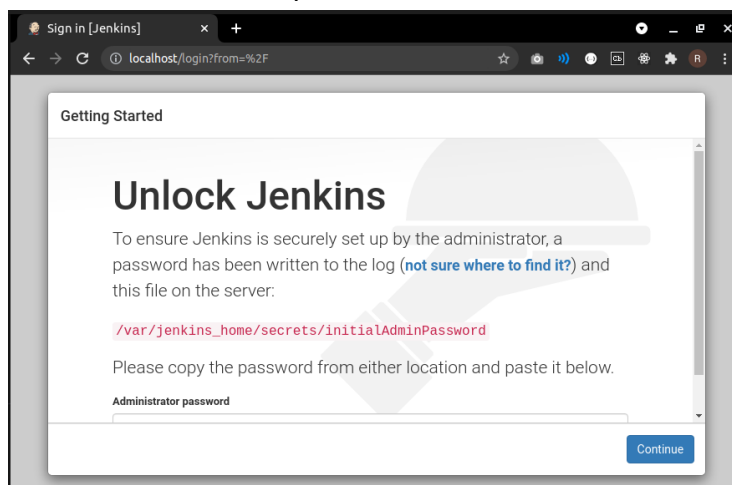 Sign in [Jenkins]
localhost/login?from=%2F
R
Getting Started
Unlock Jenkins
To ensure Jenkins is securely set up by the administrator, a
password has been written to the log (not sure where to find it?) and
this file on the server:
/var/jenkins_home/secrets/initialAdminPassword
Please copy the password from either location and paste it below.
Administrator password
Continue